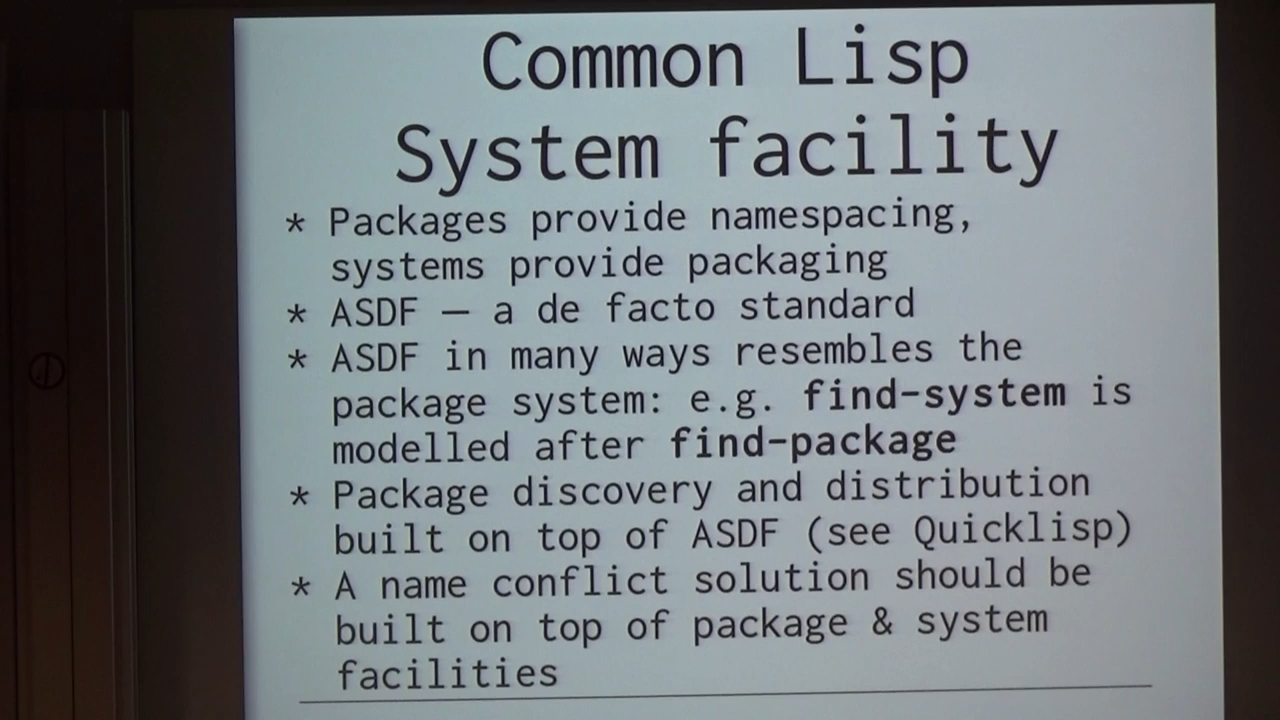 Common Lisp
System facility
* Packages provide namespacing,
systems provide packaging
* ASDF — a de facto standard
* ASDF in many ways resembles the
package system: e.g. find-system is
modelled after find-package
* Package discovery and distribution
built on top of ASDF (see Quicklisp)
* A name conflict solution should be
built on top of package & system
facilities